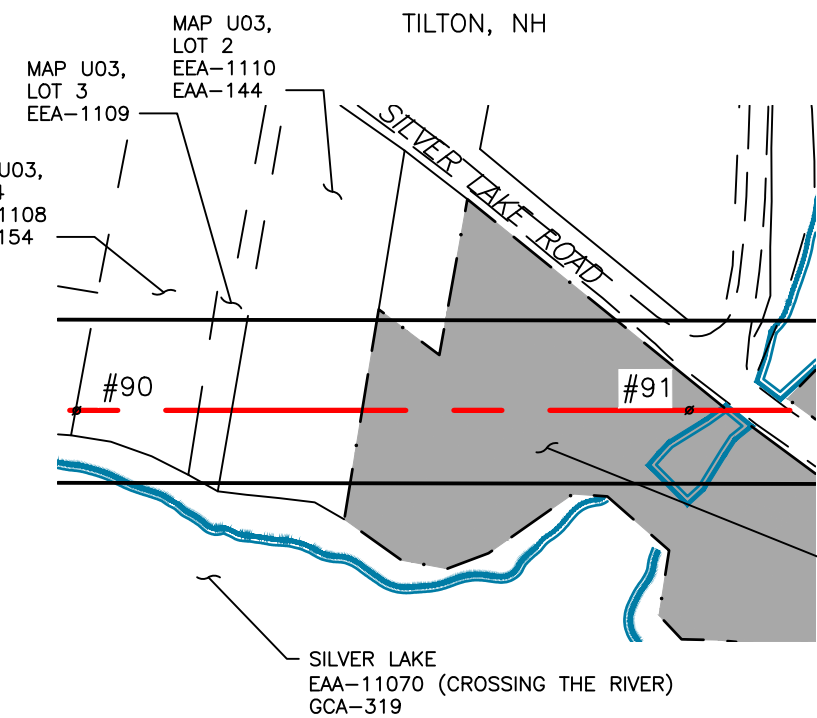 TILTON, NH
MAP U03,
LOT 2
EEA-1110
EAA-144
MAP U03,
LOT 3
EEA-1109
U03,
4
1108
154
SILVER LAKE ROAD
#90
#91
SILVER LAKE
EAA-11070 (CROSSING THE RIVER)
GCA-319